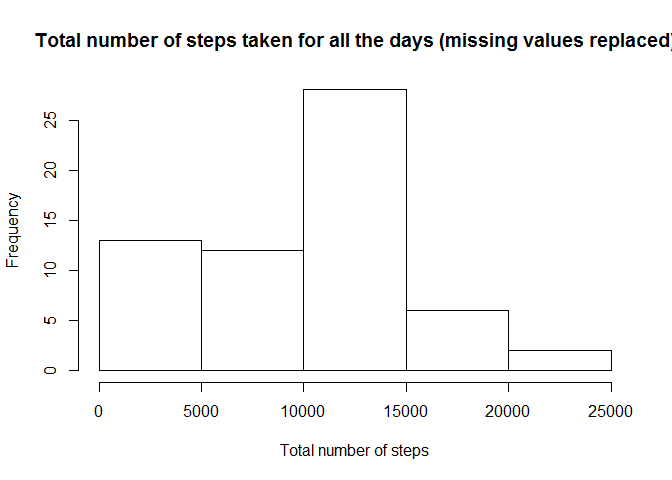 Total number of steps taken for all the days (missing values replaced)
25
20
15
10
5
0
Frequency
0 5000 10000 15000 20000 25000
Total number of steps